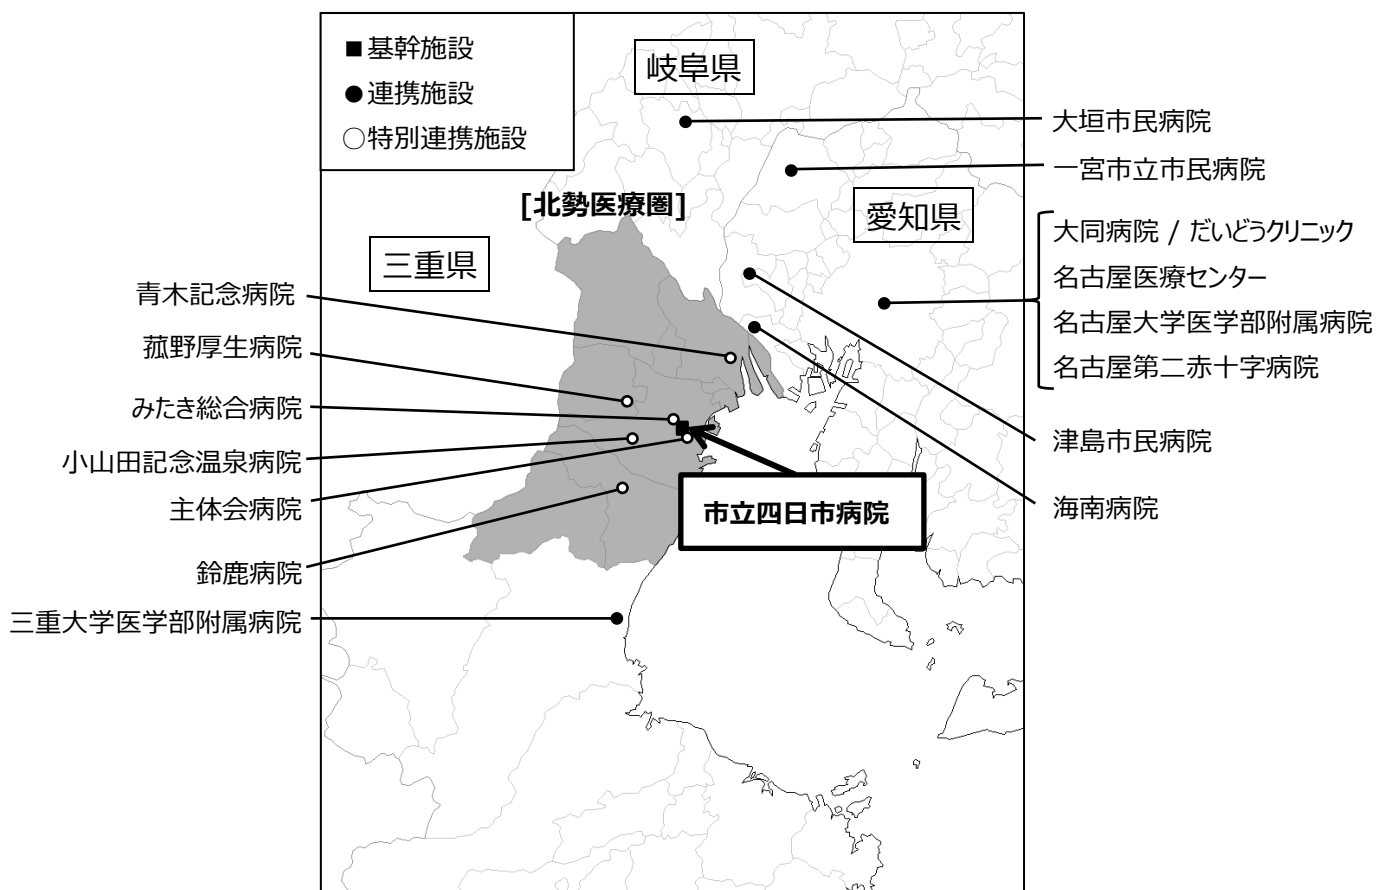 ■基幹施設
●連携施設
○特別連携施設
岐阜県
[北勢医療圏]
三重県
愛知県
青木記念病院
菰野厚生病院
みたき総合病院
小山田記念温泉病院
主体会病院
鈴鹿病院
三重大学医学部附属病院
市立四日市病院
大垣市民病院
一宮市立市民病院
大同病院 / だいどうクリニック
名古屋医療センター
名古屋大学医学部附属病院
名古屋第二赤十字病院
津島市民病院
海南病院